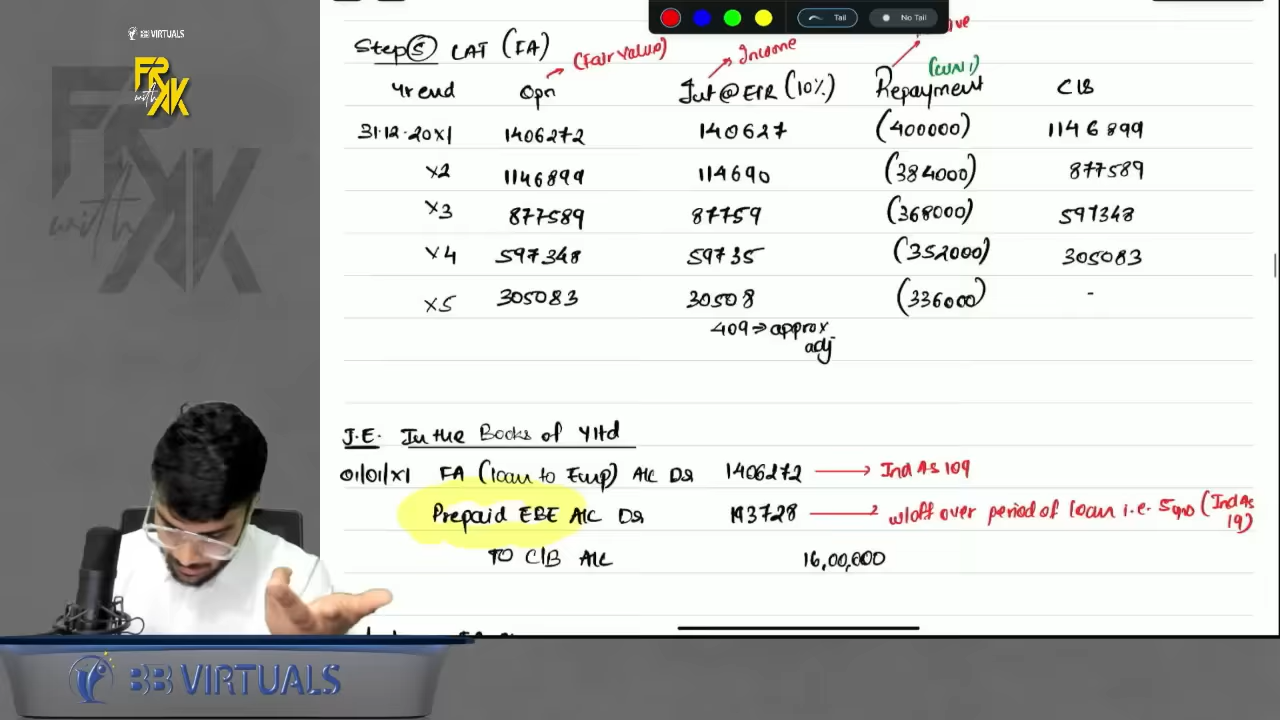 Tail
No Tail
BB VIRTUALS
FR
with
AK
Step ⑤ LAT (FA)
(Fair Value)
Income
(WN 1)
Yr end Opn Int @ EIR (10%) Repayment C/B
31.12.20x1 1406272 140627 (400000) 1146899
x2 1146899 114690 (384000) 877589
x3 877589 87759 (368000) 597348
x4 597348 59735 (352000) 305083
x5 305083 30508 (336000) -
409 ⇒ approx
adj
J.E. In the Books of Y ltd
01/01/x1 FA (loan to Emp) A/c Dr 1406272 → Ind AS 109
Prepaid EBE A/c Dr 193728 → w/off over period of loan i.e. 5 yrs (Ind AS
19)
To C/B A/c 16,00,000
BB VIRTUALS